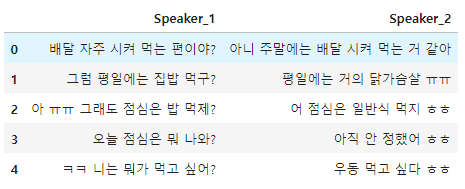 Speaker_1 Speaker_2
0 배달 자주 시켜 먹는 편이야? 아니 주말에는 배달 시켜 먹는 거 같아
1 그럼 평일에는 집밥 먹구? 평일에는 거의 닭가슴살 ㅠㅠ
2 아 ㅠㅠ 그래도 점심은 밥 먹제? 어 점심은 일반식 먹지 ㅎㅎ
3 오늘 점심은 뭐 나와? 아직 안 정했어 ㅎㅎ
4 ㅋㅋ 니는 뭐가 먹고 싶어? 우동 먹고 싶다 ㅎㅎ